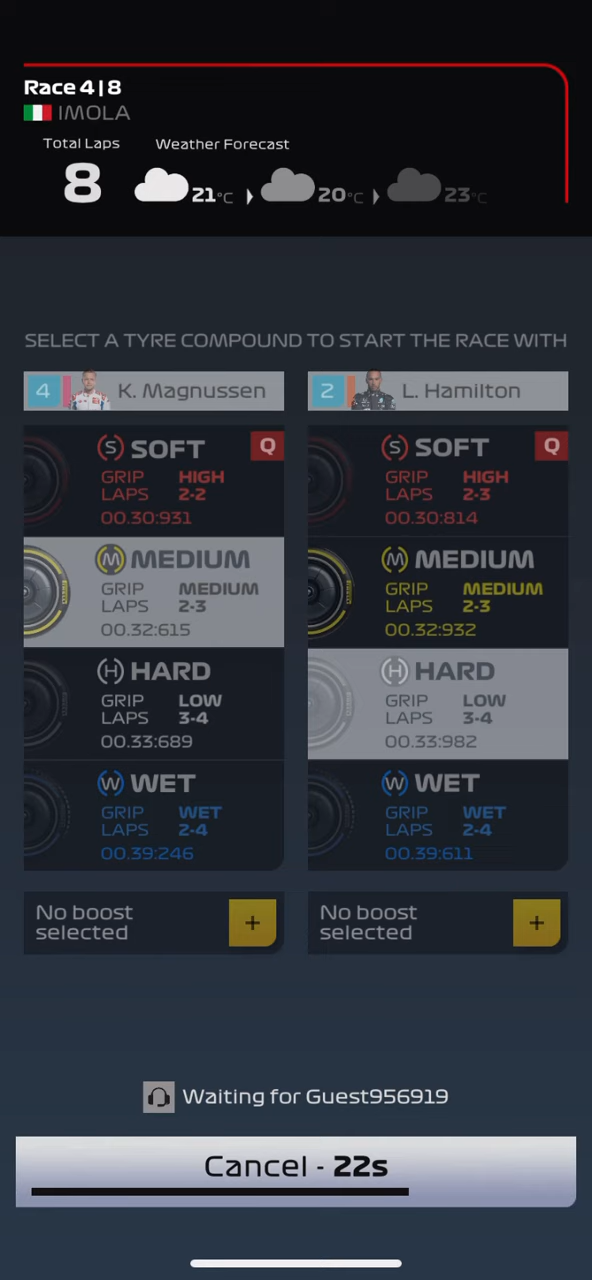 Race 4|8
IMOLA
Total Laps Weather Forecast
8 21°C 20°C 23°C
SELECT A TYRE COMPOUND TO START THE RACE WITH
4 K. Magnussen
S SOFT Q
GRIP HIGH
LAPS 2-2
00.30:931
M MEDIUM
GRIP MEDIUM
LAPS 2-3
00.32:615
H HARD
GRIP LOW
LAPS 3-4
00.33:689
W WET
GRIP WET
LAPS 2-4
00.39:246
No boost
selected +
2 L. Hamilton
S SOFT Q
GRIP HIGH
LAPS 2-3
00.30:814
M MEDIUM
GRIP MEDIUM
LAPS 2-3
00.32:932
H HARD
GRIP LOW
LAPS 3-4
00.33:982
W WET
GRIP WET
LAPS 2-4
00.39:611
No boost
selected +
Waiting for Guest956919
Cancel - 22s